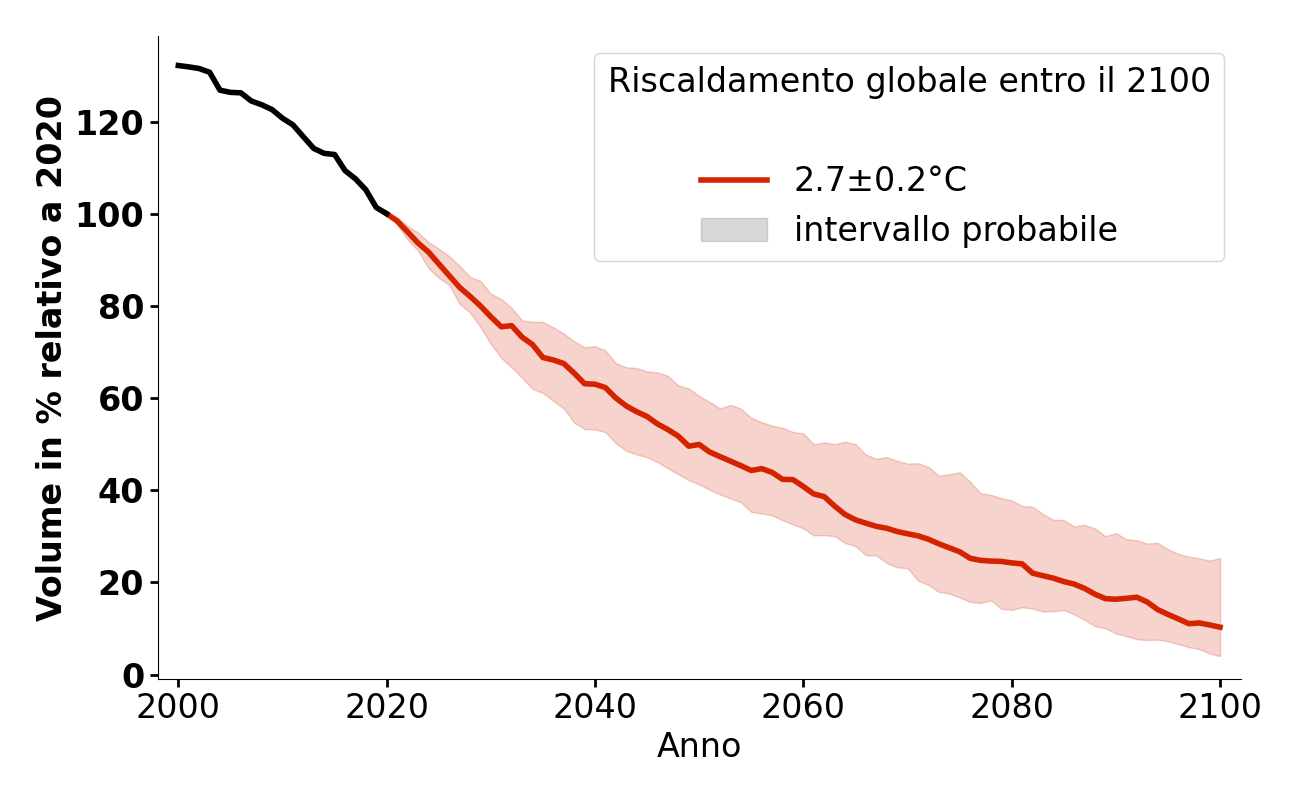 Riscaldamento globale entro il 2100
2.7±0.2°C
intervallo probabile
Volume in % relativo a 2020
120
100
80
60
40
20
0
2000 2020 2040 2060 2080 2100
Anno